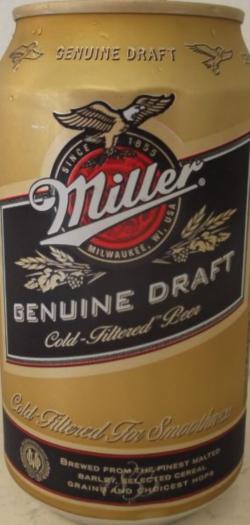 GENUINE DRAFT
SINCE 1855
Miller®
MILWAUKEE, WI, USA
GENUINE DRAFT
Cold-Filtered Beer
Cold-Filtered For Smoothness
BREWED FROM THE FINEST MALTED
BARLEY, SELECTED CEREAL
GRAINS AND CHOICEST HOPS